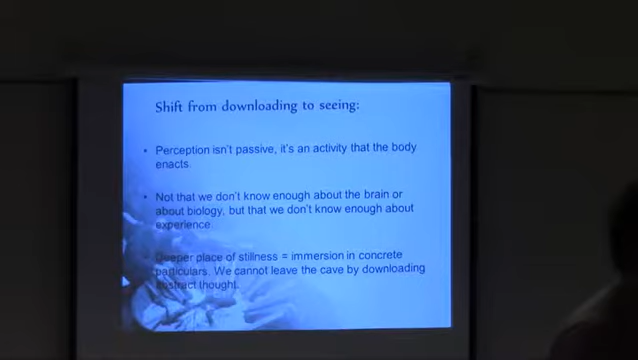 Shift from downloading to seeing:
• Perception isn't passive, it's an activity that the body
enacts.
• Not that we don't know enough about the brain or
about biology, but that we don't know enough about
experience.
Deeper place of stillness = immersion in concrete
particulars. We cannot leave the cave by downloading
abstract thought.